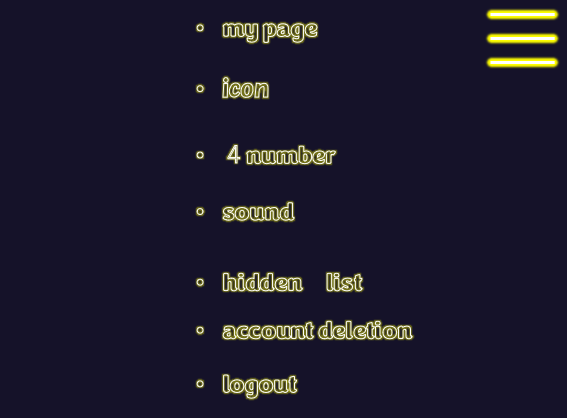 • my page
• icon
• 4 number
• sound
• hidden list
• account deletion
• logout